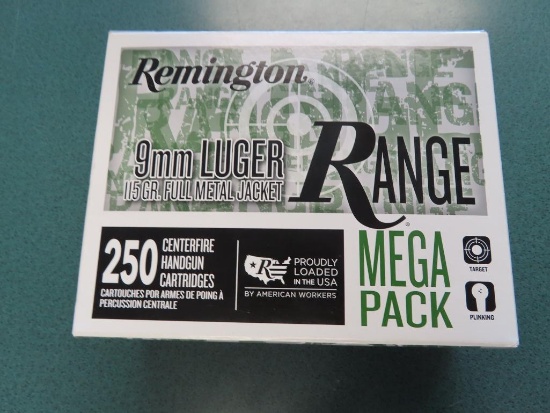 Remington
9mm LUGER
115 GR. FULL METAL JACKET
RANGE
250
CENTERFIRE
HANDGUN
CARTRIDGES
CARTOUCHES POR ARMES DE POING À
PERCUSSION CENTRALE
R
PROUDLY
LOADED
IN THE USA
BY AMERICAN WORKERS
MEGA
PACK
TARGET
PLINKING